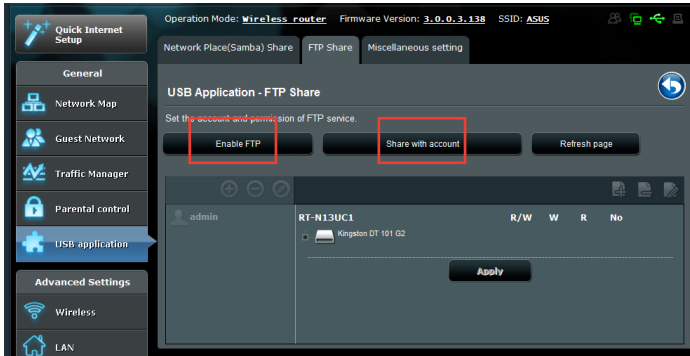 Operation Mode: Wireless router Firmware Version: 3.0.0.3.138 SSID: ASUS
Quick Internet
Setup
General
Network Map
Guest Network
Traffic Manager
Parental control
USB application
Advanced Settings
Wireless
LAN
Network Place(Samba) Share FTP Share Miscellaneous setting
USB Application - FTP Share
Set the account and permission of FTP service.
Enable FTP Share with account Refresh page
admin
RT-N13UC1 R/W W R No
Kingston DT 101 G2
Apply